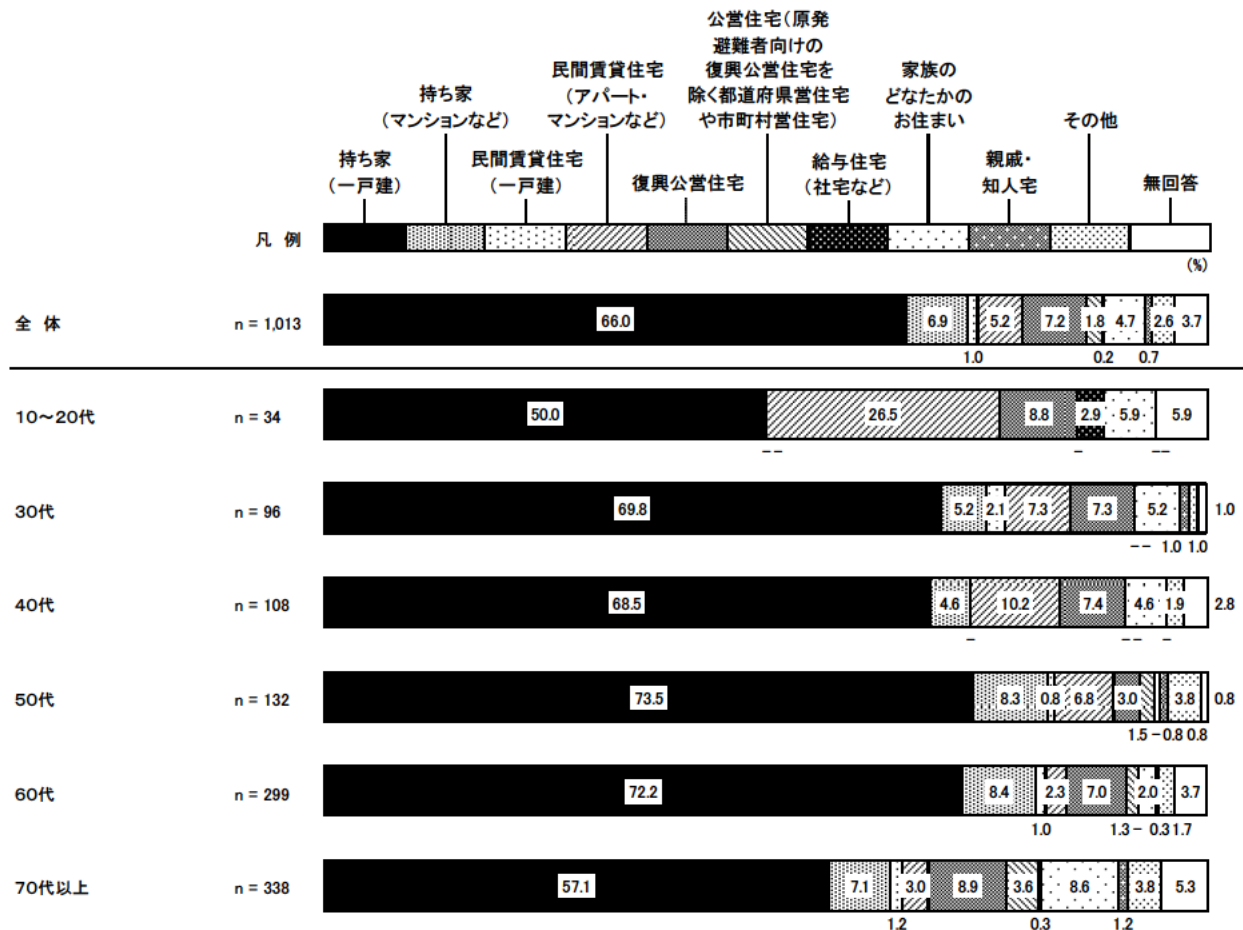 公営住宅(原発
避難者向けの
復興公営住宅を
除く都道府県営住宅
や市町村営住宅)
民間賃貸住宅
(アパート・
マンションなど)
家族の
どなたかの
お住まい
持ち家
(マンションなど)
その他
持ち家
(一戸建)
民間賃貸住宅
(一戸建)
復興公営住宅
給与住宅
(社宅など)
親戚・
知人宅
無回答
凡 例
(%)
全 体 n = 1,013 66.0 6.9 5.2 7.2 1.8 4.7 2.6 3.7
1.0 0.2 0.7
10~20代 n = 34 50.0 26.5 8.8 2.9 5.9 5.9
-- - --
30代 n = 96 69.8 5.2 2.1 7.3 7.3 5.2 1.0
-- 1.0 1.0
40代 n = 108 68.5 4.6 10.2 7.4 4.6 1.9 2.8
- -- -
50代 n = 132 73.5 8.3 0.8 6.8 3.0 3.8 0.8
1.5 - 0.8 0.8
60代 n = 299 72.2 8.4 2.3 7.0 2.0 3.7
1.0 1.3 - 0.3 1.7
70代以上 n = 338 57.1 7.1 3.0 8.9 3.6 8.6 3.8 5.3
1.2 0.3 1.2